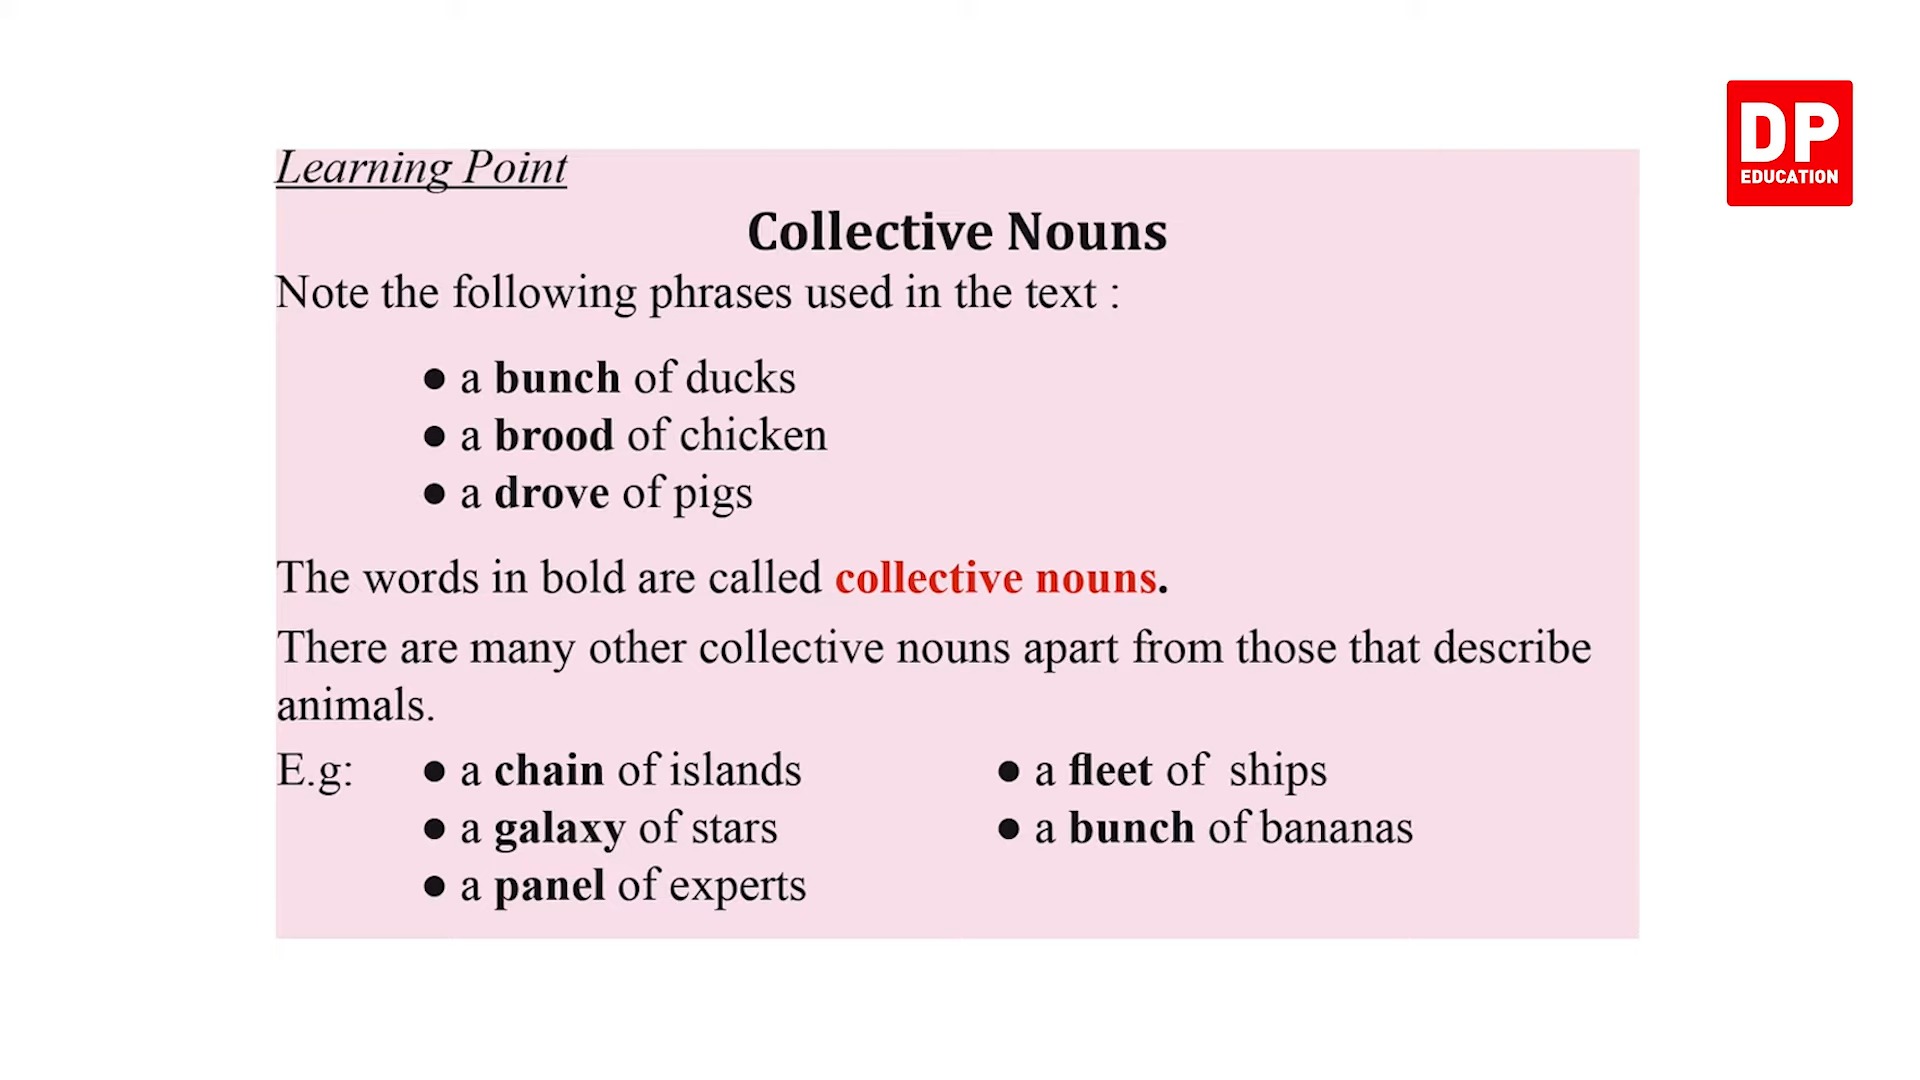 DP
EDUCATION
Learning Point
Collective Nouns
Note the following phrases used in the text :
● a bunch of ducks
● a brood of chicken
● a drove of pigs
The words in bold are called collective nouns.
There are many other collective nouns apart from those that describe
animals.
E.g: ● a chain of islands ● a fleet of ships
● a galaxy of stars ● a bunch of bananas
● a panel of experts